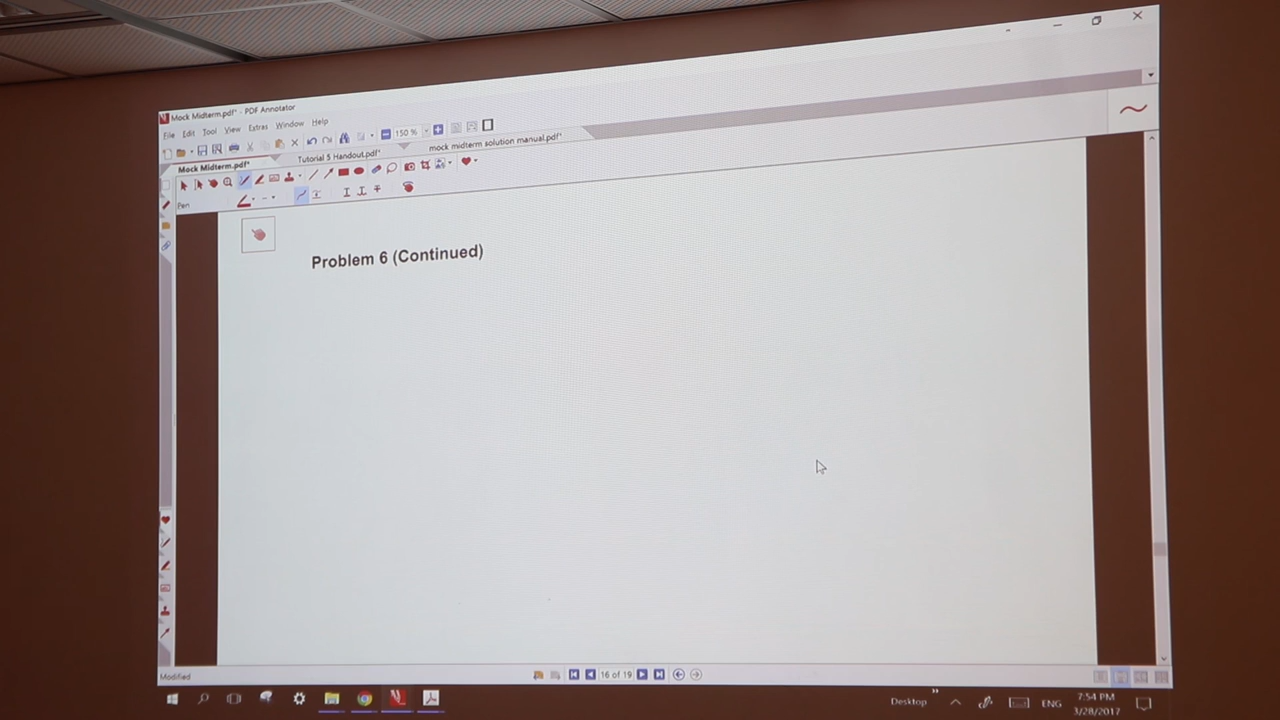 Mock Midterm.pdf* - PDF Annotator
File Edit Tool View Extras Window Help
150 %
Mock Midterm.pdf* Tutorial 5 Handout.pdf* mock midterm solution manual.pdf*
Pen
Problem 6 (Continued)
Modified 16 of 19
Desktop ENG 7:54 PM
3/28/2017